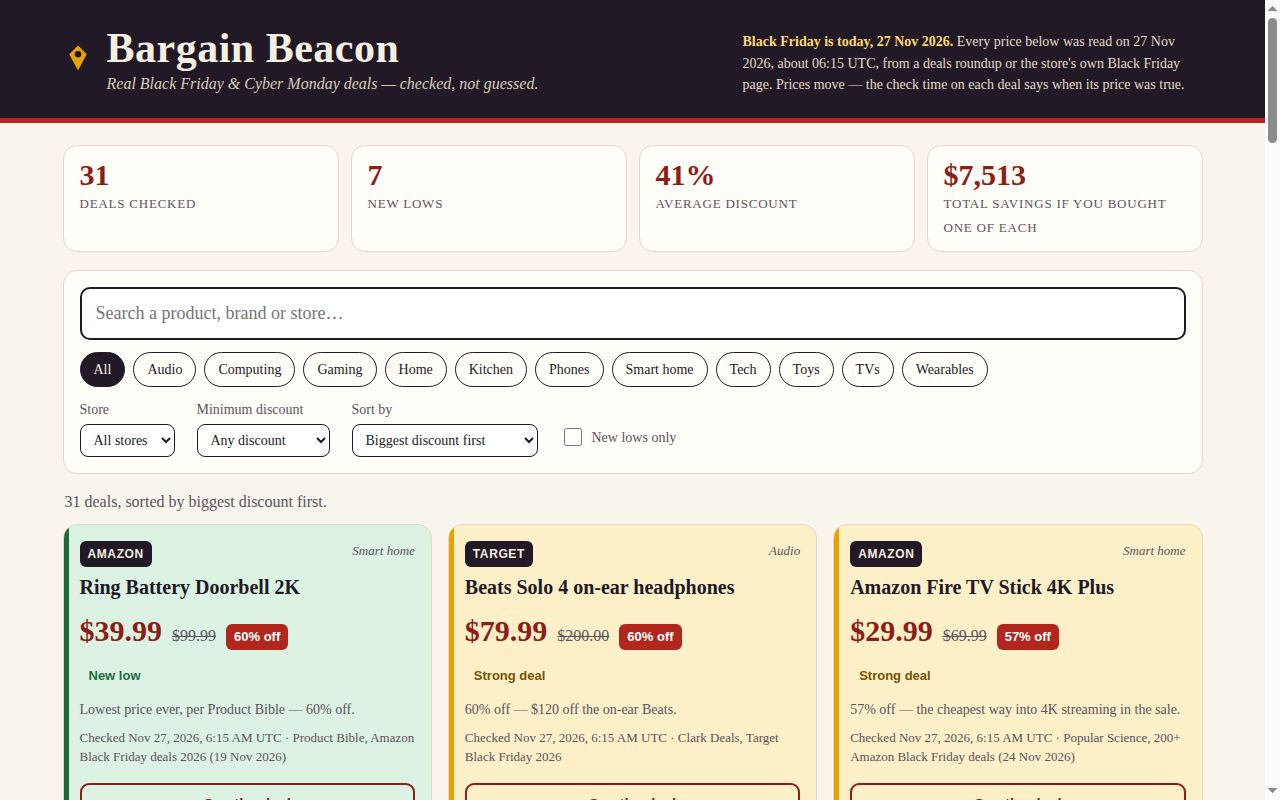 Bargain Beacon
Real Black Friday & Cyber Monday deals — checked, not guessed.
Black Friday is today, 27 Nov 2026. Every price below was read on 27 Nov
2026, about 06:15 UTC, from a deals roundup or the store's own Black Friday
page. Prices move — the check time on each deal says when its price was true.
31
DEALS CHECKED
7
NEW LOWS
41%
AVERAGE DISCOUNT
$7,513
TOTAL SAVINGS IF YOU BOUGHT
ONE OF EACH
Search a product, brand or store…
All Audio Computing Gaming Home Kitchen Phones Smart home Tech Toys TVs Wearables
Store Minimum discount Sort by
All stores Any discount Biggest discount first New lows only
31 deals, sorted by biggest discount first.
AMAZON Smart home
Ring Battery Doorbell 2K
$39.99 $99.99 60% off
New low
Lowest price ever, per Product Bible — 60% off.
Checked Nov 27, 2026, 6:15 AM UTC · Product Bible, Amazon
Black Friday deals 2026 (19 Nov 2026)
TARGET Audio
Beats Solo 4 on-ear headphones
$79.99 $200.00 60% off
Strong deal
60% off — $120 off the on-ear Beats.
Checked Nov 27, 2026, 6:15 AM UTC · Clark Deals, Target
Black Friday 2026
AMAZON Smart home
Amazon Fire TV Stick 4K Plus
$29.99 $69.99 57% off
Strong deal
57% off — the cheapest way into 4K streaming in the sale.
Checked Nov 27, 2026, 6:15 AM UTC · Popular Science, 200+
Amazon Black Friday deals (24 Nov 2026)